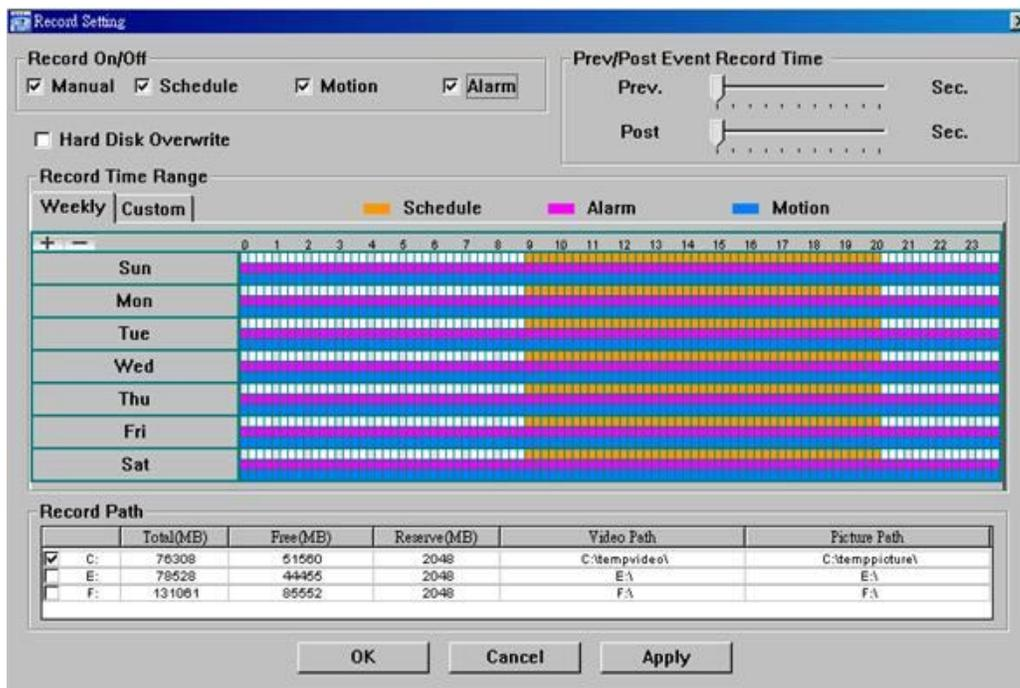 Record Setting
Record On/Off
Manual Schedule Motion Alarm
Prev/Post Event Record Time
Prev. Sec.
Post Sec.
Hard Disk Overwrite
Record Time Range
Weekly Custom Schedule Alarm Motion
+ − 0 1 2 3 4 5 6 7 8 9 10 11 12 13 14 15 16 17 18 19 20 21 22 23
Sun
Mon
Tue
Wed
Thu
Fri
Sat
Record Path
Total(MB) Free(MB) Reserve(MB) Video Path Picture Path
C: 76308 51560 2048 C:\tempvideo\ C:\temppicture\
E: 78528 44455 2048 E:\ E:\
F: 131061 85552 2048 F:\ F:\
OK Cancel Apply